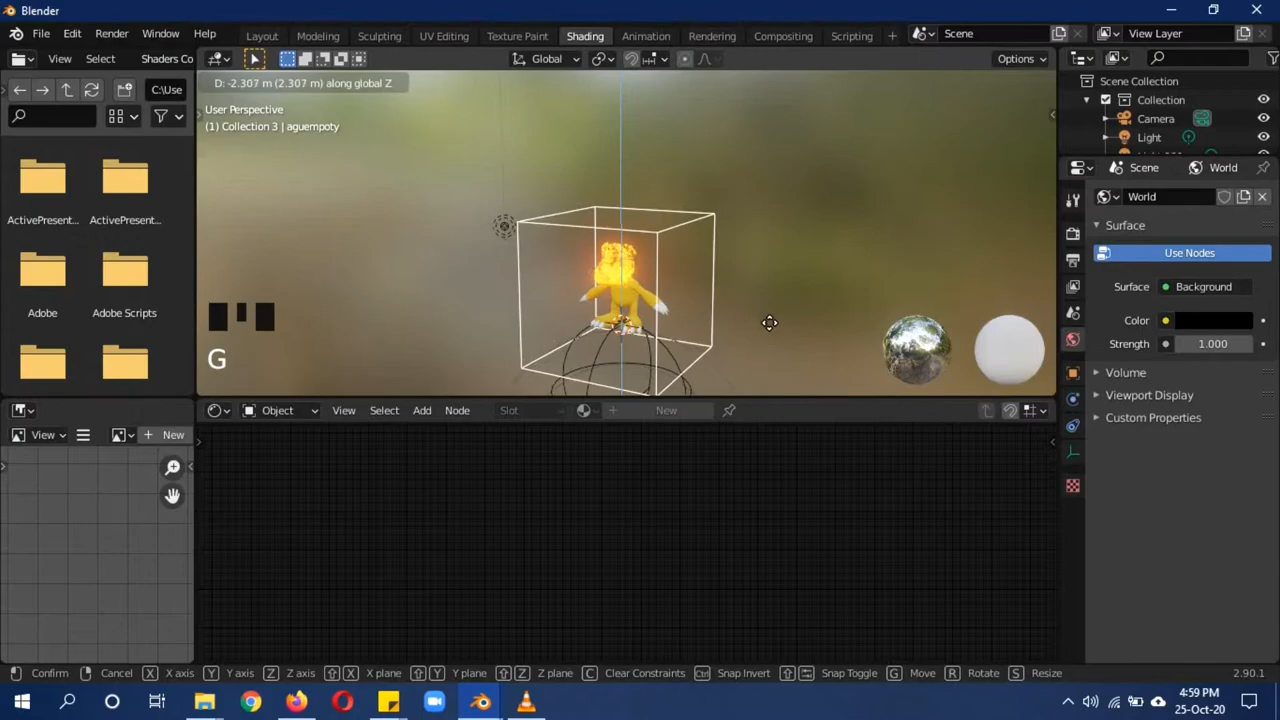 Blender
File Edit Render Window Help
Layout Modeling Sculpting UV Editing Texture Paint Shading Animation Rendering Compositing Scripting
Scene
View Layer
View Select Shaders Co
Global
Options
C:\Use
D: -2.307 m (2.307 m) along global Z
User Perspective
(1) Collection 3 | aguempoty
Scene Collection
Collection
Camera
Light
Scene World
World
Surface
Use Nodes
Surface: Background
Color
Strength 1.000
Volume
Viewport Display
Custom Properties
ActivePresent... ActivePresent...
Adobe Adobe Scripts
G
Object View Select Add Node Slot New
View New
Confirm Cancel X X axis Y Y axis Z Z axis X X plane Y Y plane Z Z plane C Clear Constraints Ctrl Snap Invert Snap Toggle G Move R Rotate S Resize 2.90.1
4:59 PM
25-Oct-20